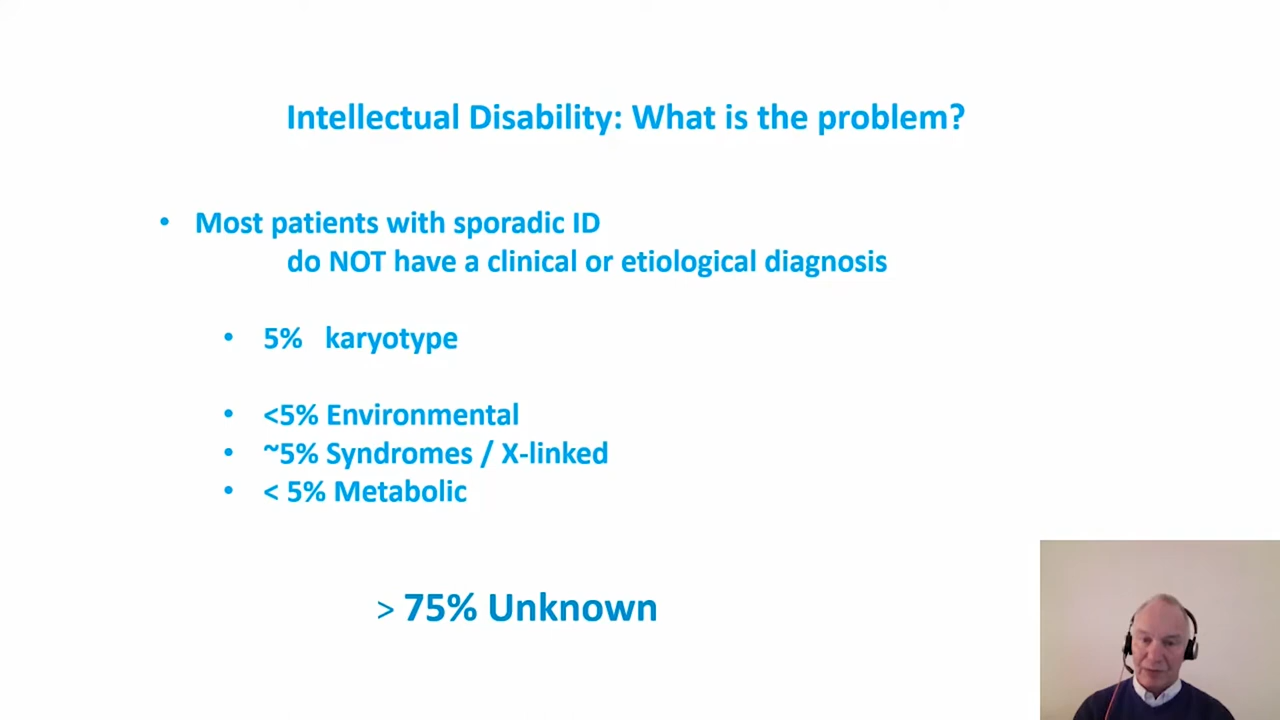 Intellectual Disability: What is the problem?
• Most patients with sporadic ID
do NOT have a clinical or etiological diagnosis
• 5% karyotype
• <5% Environmental
• ~5% Syndromes / X-linked
• < 5% Metabolic
> 75% Unknown